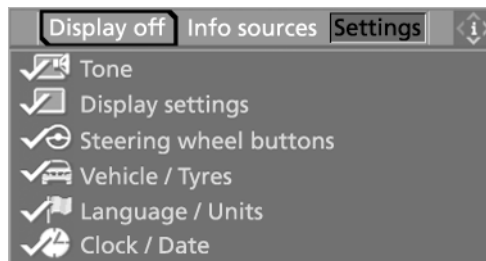 Display off Info sources Settings i
Tone
Display settings
Steering wheel buttons
Vehicle / Tyres
Language / Units
Clock / Date